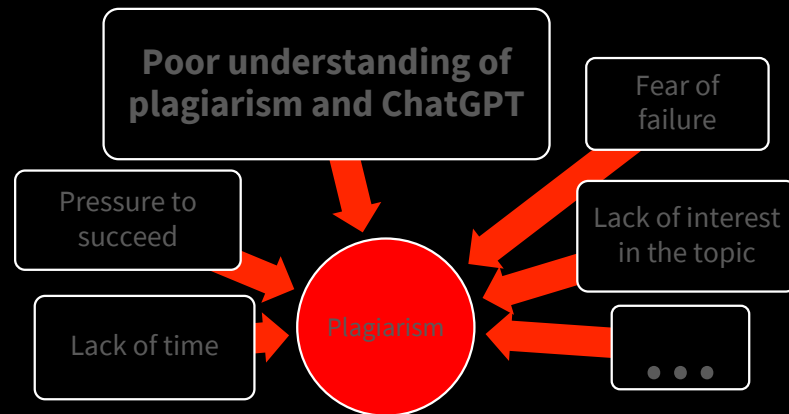 Poor understanding of
plagiarism and ChatGPT
Fear of
failure
Pressure to
succeed
Lack of interest
in the topic
Plagiarism
Lack of time
...